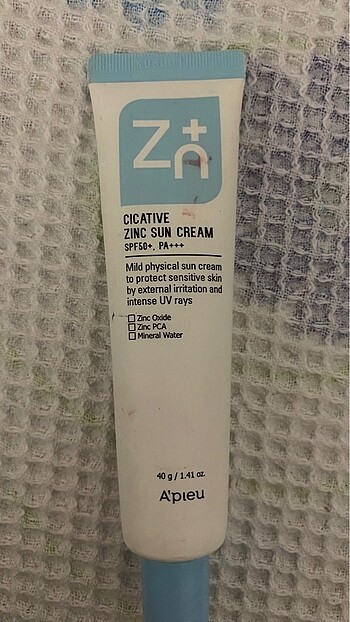 Zn+
CICATIVE
ZINC SUN CREAM
SPF50+, PA+++
Mild physical sun cream
to protect sensitive skin
by external irritation and
intense UV rays
Zinc Oxide
Zinc PCA
Mineral Water
40 g / 1.41 oz.
A'pieu